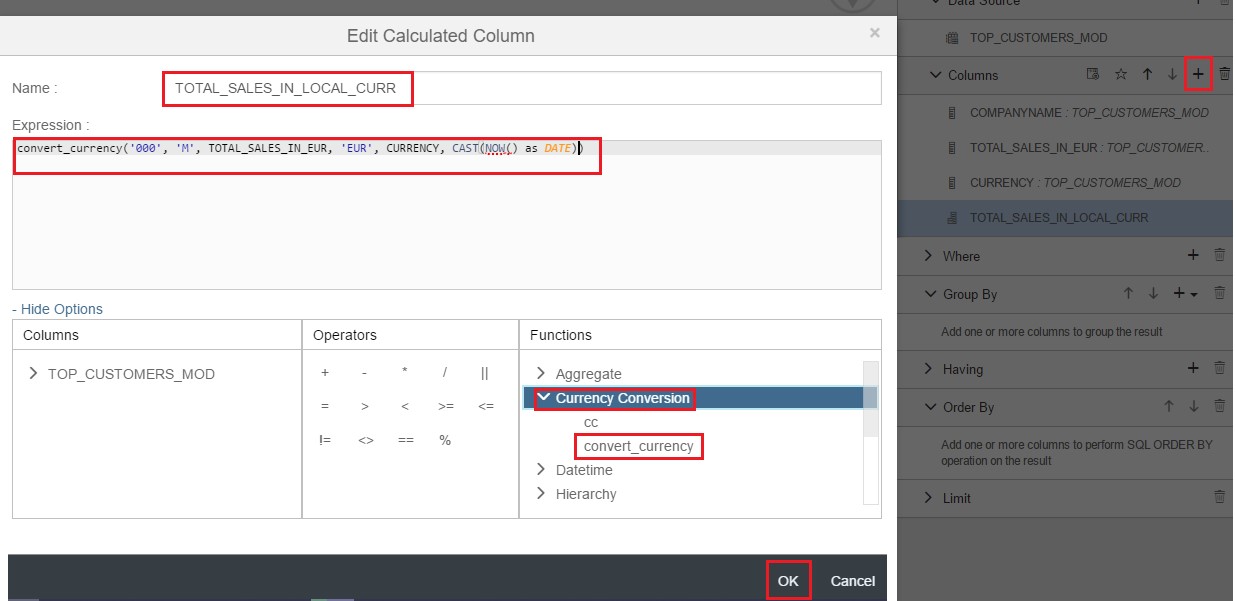 Edit Calculated Column
×
Name :
TOTAL_SALES_IN_LOCAL_CURR
Expression :
convert_currency('000', 'M', TOTAL_SALES_IN_EUR, 'EUR', CURRENCY, CAST(NOW() as DATE))
- Hide Options
Columns
TOP_CUSTOMERS_MOD
Operators
+ - * / ||
= > < >= <=
!= <> == %
Functions
Aggregate
Currency Conversion
cc
convert_currency
Datetime
Hierarchy
OK Cancel
Data Source
TOP_CUSTOMERS_MOD
Columns
COMPANYNAME : TOP_CUSTOMERS_MOD
TOTAL_SALES_IN_EUR : TOP_CUSTOMER..
CURRENCY : TOP_CUSTOMERS_MOD
TOTAL_SALES_IN_LOCAL_CURR
Where
Group By
Add one or more columns to group the result
Having
Order By
Add one or more columns to perform SQL ORDER BY
operation on the result
Limit